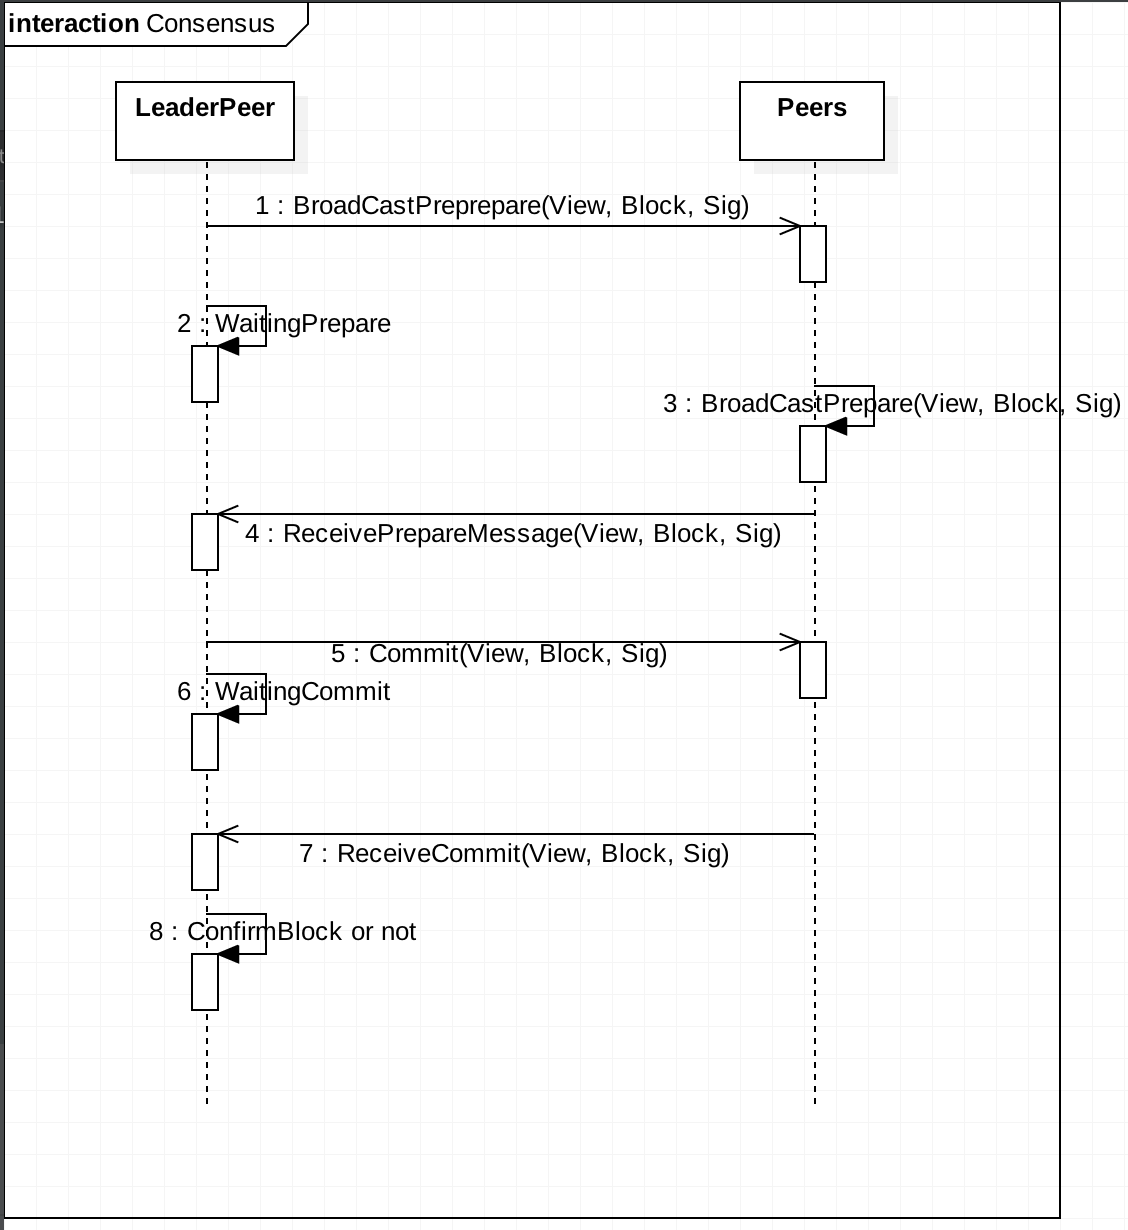 interaction Consensus
LeaderPeer
Peers
1 : BroadCastPreprepare(View, Block, Sig)
2 : WaitingPrepare
3 : BroadCastPrepare(View, Block, Sig)
4 : ReceivePrepareMessage(View, Block, Sig)
5 : Commit(View, Block, Sig)
6 : WaitingCommit
7 : ReceiveCommit(View, Block, Sig)
8 : ConfirmBlock or not